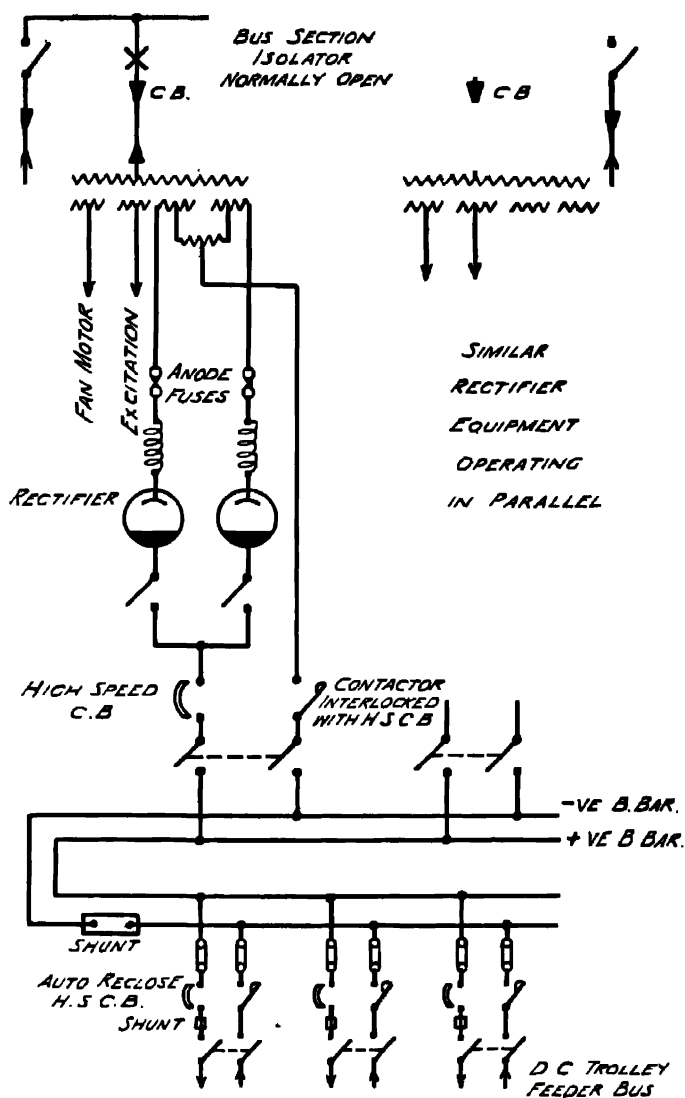 BUS SECTION
ISOLATOR
NORMALLY OPEN
C B.
C B
FAN MOTOR
EXCITATION
ANODE
FUSES
SIMILAR
RECTIFIER
EQUIPMENT
OPERATING
IN PARALLEL
RECTIFIER
HIGH SPEED
C.B
CONTACTOR
INTERLOCKED
WITH H S C B
-VE B.BAR.
+ VE B BAR.
SHUNT
AUTO RECLOSE
H. S C. B.
SHUNT
D C TROLLEY
FEEDER BUS